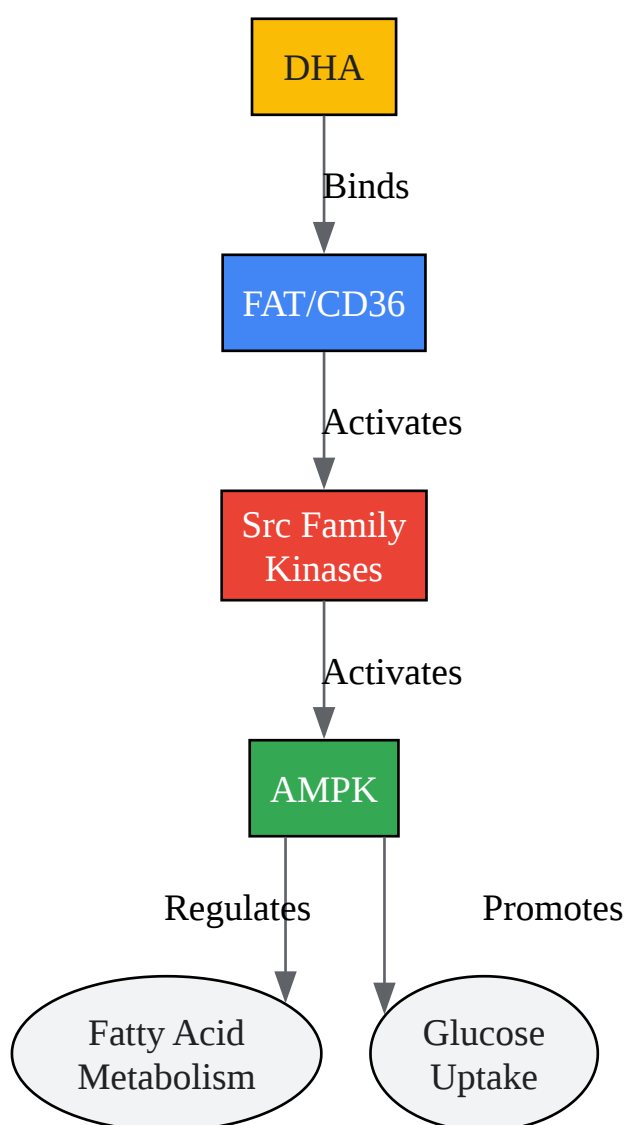 DHA
Binds
FAT/CD36
Activates
Src Family
Kinases
Activates
AMPK
Regulates
Promotes
Fatty Acid
Metabolism
Glucose
Uptake